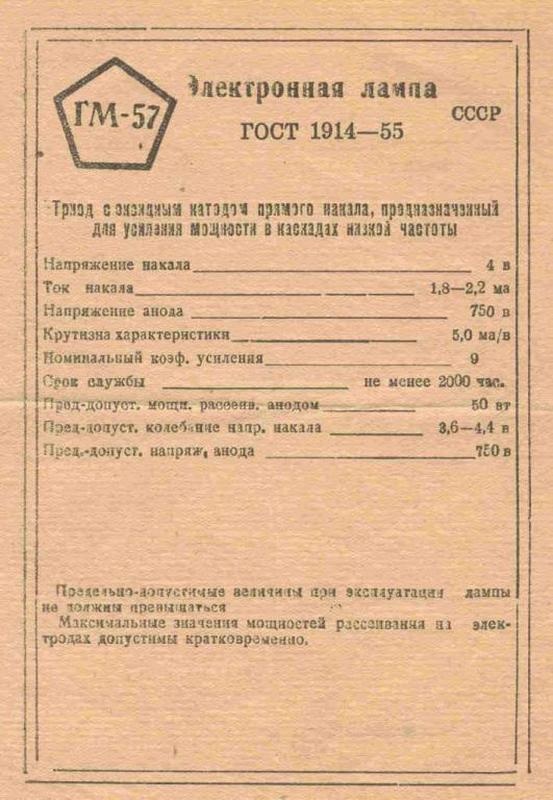 ГМ-57
Электронная лампа
СССР
ГОСТ 1914—55
Триод с оксидным катодом прямого накала, предназначенный
для усиления мощности в каскадах низкой частоты
Напряжение накала 4 в
Ток накала 1,8—2,2 ма
Напряжение анода 750 в
Крутизна характеристики 5,0 ма/в
Номинальный коэф. усиления 9
Срок службы не менее 2000 час.
Пред-допуст. мощн. рассеив. анодом 50 вт
Пред-допуст. колебание напр. накала 3,6—4,4 в
Пред.-допуст. напряж, анода 750 в
Предельно-допустимые величины при эксплуатации лампы
не должны превышаться
Максимальные значения мощностей рассеивания на элек-
тродах допустимы кратковременно.